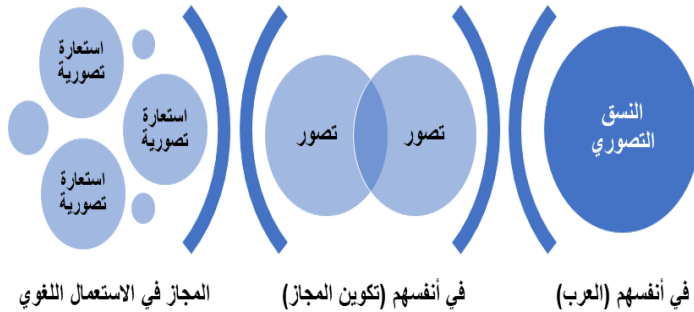 النسق
التصوري
تصور
تصور
استعارة
تصورية
استعارة
تصورية
استعارة
تصورية
في أنفسهم (العرب)
في أنفسهم (تكوين المجاز)
المجاز في الاستعمال اللغوي